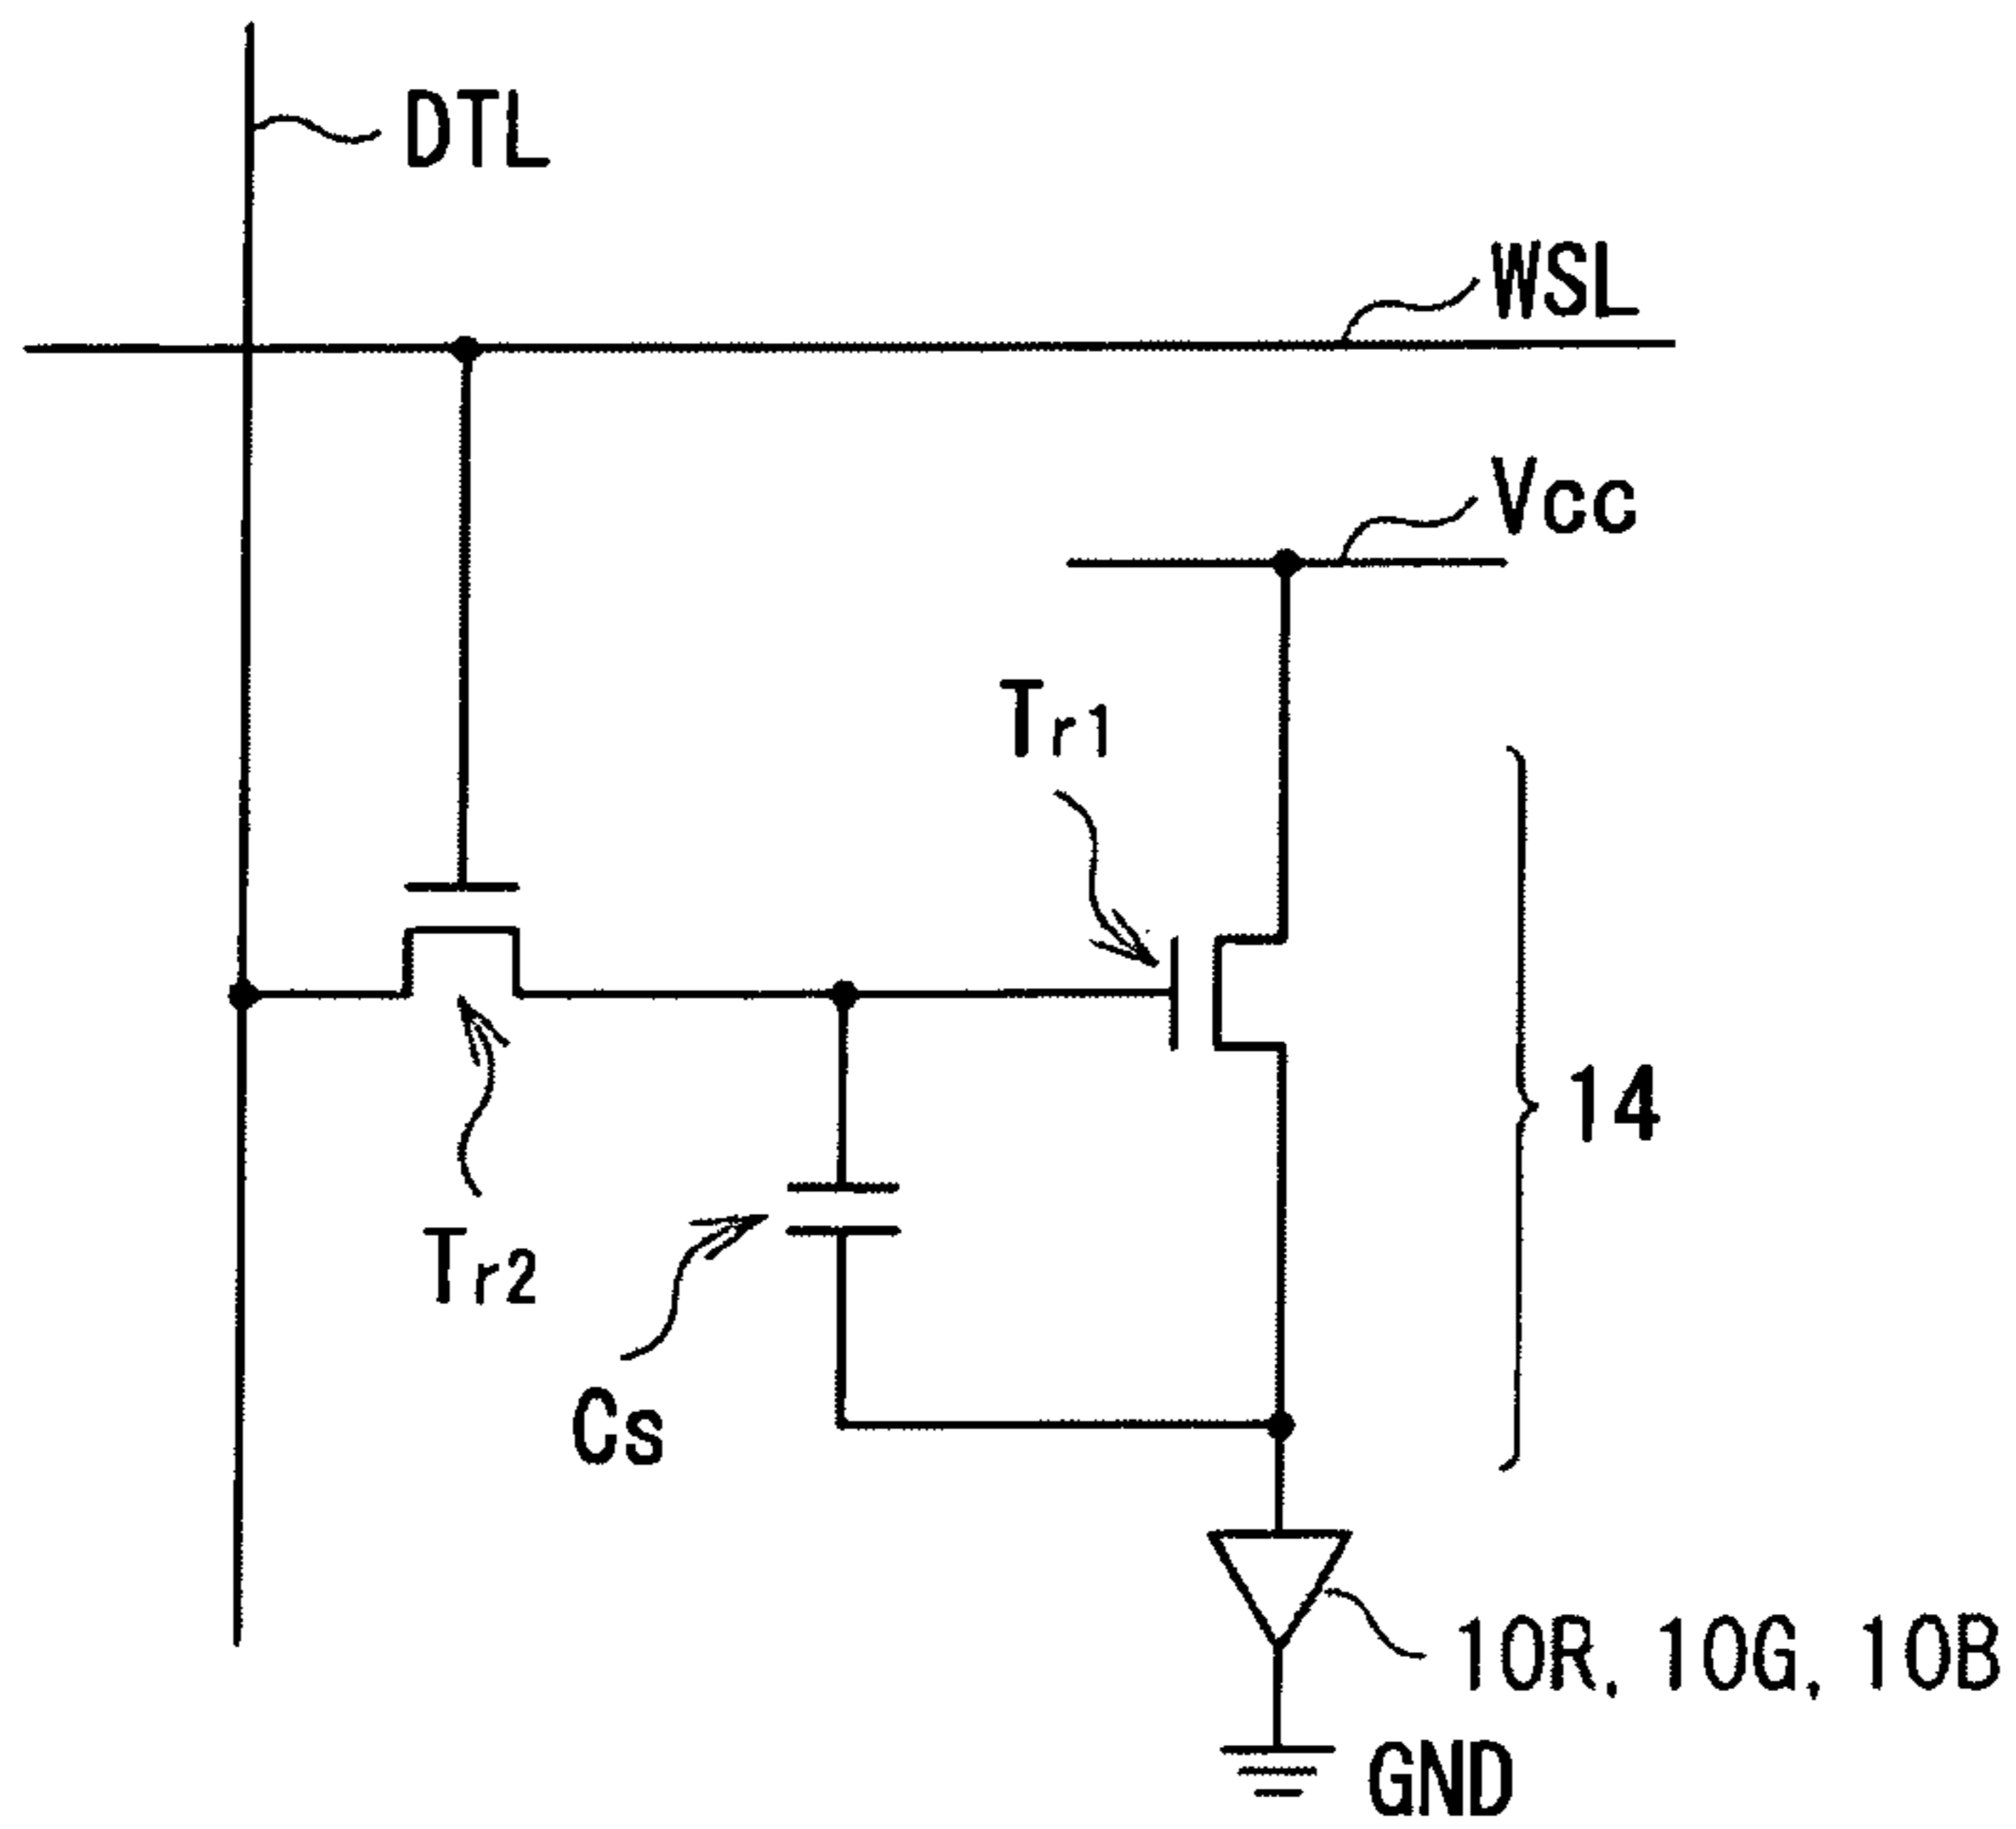 DTL
WSL
Vcc
Tr1
14
Tr2
Cs
10R, 10G, 10B
GND